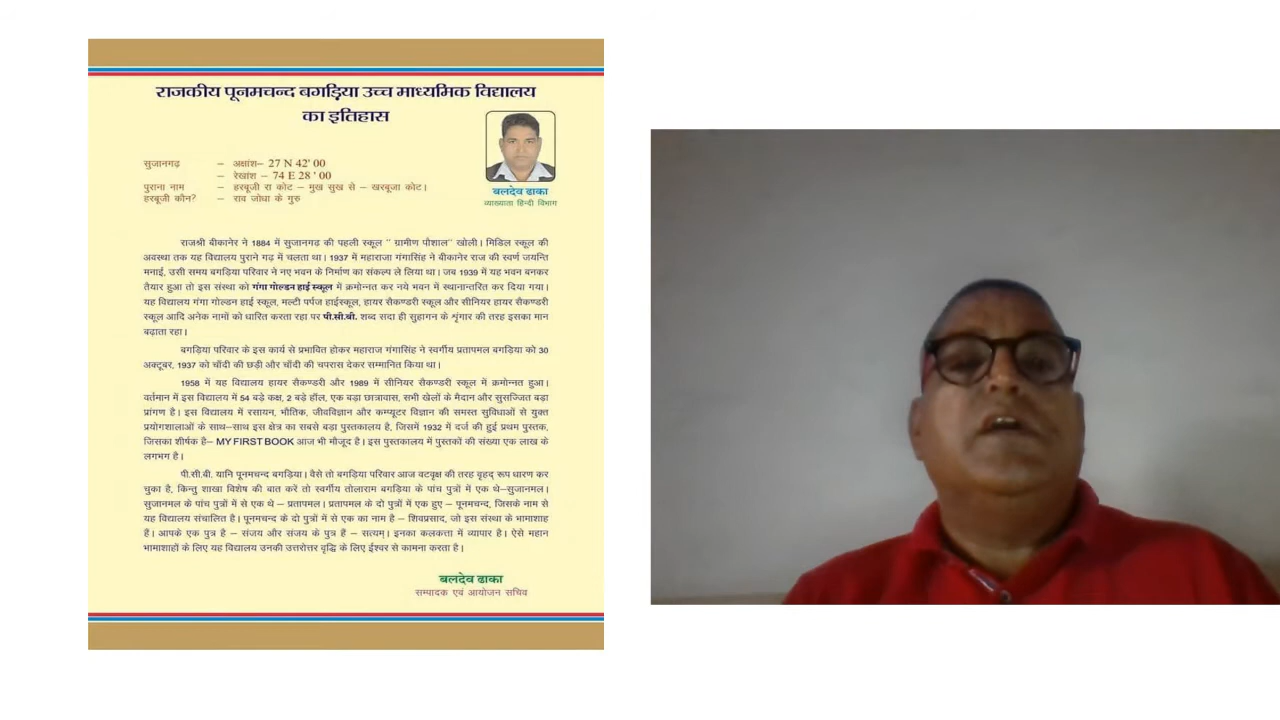 राजकीय पूनमचन्द बगड़िया उच्च माध्यमिक विद्यालय
का इतिहास
सुजानगढ़ – अक्षांश– 27 N 42' 00
– रेखांश – 74 E 28 ' 00
पुराना नाम – हरबूजी रा कोट – मुख सुख से – खरबूजा कोट।
हरबूजी कौन? – राव जोधा के गुरु
बलदेव ढाका
व्याख्याता हिन्दी विभाग
राजश्री बीकानेर ने 1884 में सुजानगढ की पहली स्कूल " ग्रामीण पौशाल" खोली। मिडिल स्कूल की
अवस्था तक यह विद्यालय पुराने गढ़ में चलता था। 1937 में महाराजा गंगासिंह ने बीकानेर राज की स्वर्ण जयन्ति
मनाई, उसी समय बगड़िया परिवार ने नए भवन के निर्माण का संकल्प ले लिया था। जब 1939 में यह भवन बनकर
तैयार हुआ तो इस संस्था को गंगा गोल्डन हाई स्कूल में क्रमोन्नत कर नये भवन में स्थानान्तरित कर दिया गया।
यह विद्यालय गंगा गोल्डन हाई स्कूल, मल्टी पर्पज हाईस्कूल, हायर सैकण्डरी स्कूल और सीनियर हायर सैकण्डरी
स्कूल आदि अनेक नामों को धारित करता रहा पर पी.सी.बी. शब्द सदा ही सुहागन के शृंगार की तरह इसका मान
बढ़ाता रहा।
बगड़िया परिवार के इस कार्य से प्रभावित होकर महाराज गंगासिंह ने स्वर्गीय प्रतापमल बगडिया को 30
अक्टूबर, 1937 को चाँदी की छड़ी और चाँदी की चपरास देकर सम्मानित किया था।
1958 में यह विद्यालय हायर सैकण्डरी और 1989 में सीनियर सैकण्डरी स्कूल में क्रमोन्नत हुआ।
वर्तमान में इस विद्यालय में 54 बड़े कक्ष, 2 बड़े हॉल, एक बड़ा छात्रावास, सभी खेलों के मैदान और सुसज्जित बड़ा
प्रांगण है। इस विद्यालय में रसायन, भौतिक, जीवविज्ञान और कम्प्यूटर विज्ञान की समस्त सुविधाओं से युक्त
प्रयोगशालाओं के साथ–साथ इस क्षेत्र का सबसे बड़ा पुस्तकालय है, जिसमें 1932 में दर्ज की हुई प्रथम पुस्तक,
जिसका शीर्षक है– MY FIRST BOOK आज भी मौजूद है। इस पुस्तकालय में पुस्तकों की संख्या एक लाख के
लगभग है।
पी.सी.बी. यानि पूनमचन्द बगड़िया। वैसे तो बगड़िया परिवार आज वटवृक्ष की तरह वृहद् रूप धारण कर
चुका है, किन्तु शाखा विशेष की बात करें तो स्वर्गीय तोलाराम बगडिया के पांच पुत्रों में एक थे–सुजानमल।
सुजानमल के पांच पुत्रों में से एक थे – प्रतापमल। प्रतापमल के दो पुत्रों में एक हुए – पूनमचन्द, जिसके नाम से
यह विद्यालय संचालित है। पूनमचन्द के दो पुत्रों में से एक का नाम है – शिवप्रसाद, जो इस संस्था के भामाशाह
हैं। आपके एक पुत्र है – संजय और संजय के पुत्र हैं – सत्यम्। इनका कलकत्ता में व्यापार है। ऐसे महान
भामाशाहों के लिए यह विद्यालय उनकी उत्तरोत्तर वृद्धि के लिए ईश्वर से कामना करता है।
बलदेव ढाका
सम्पादक एवं आयोजन सचिव